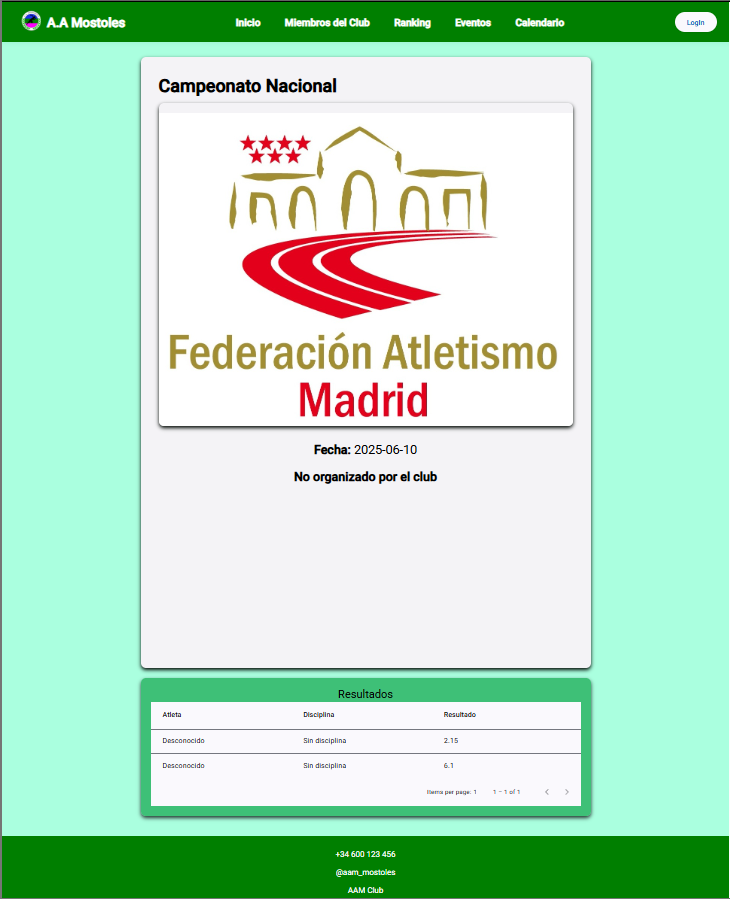 A.A Mostoles Inicio Miembros del Club Ranking Eventos Calendario LogIn
Campeonato Nacional
Federación Atletismo
Madrid
Fecha: 2025-06-10
No organizado por el club
Resultados
Atleta Disciplina Resultado
Desconocido Sin disciplina 2.15
Desconocido Sin disciplina 6.1
Items per page: 1 1 – 1 of 1
+34 600 123 456
@aam_mostoles
AAM Club